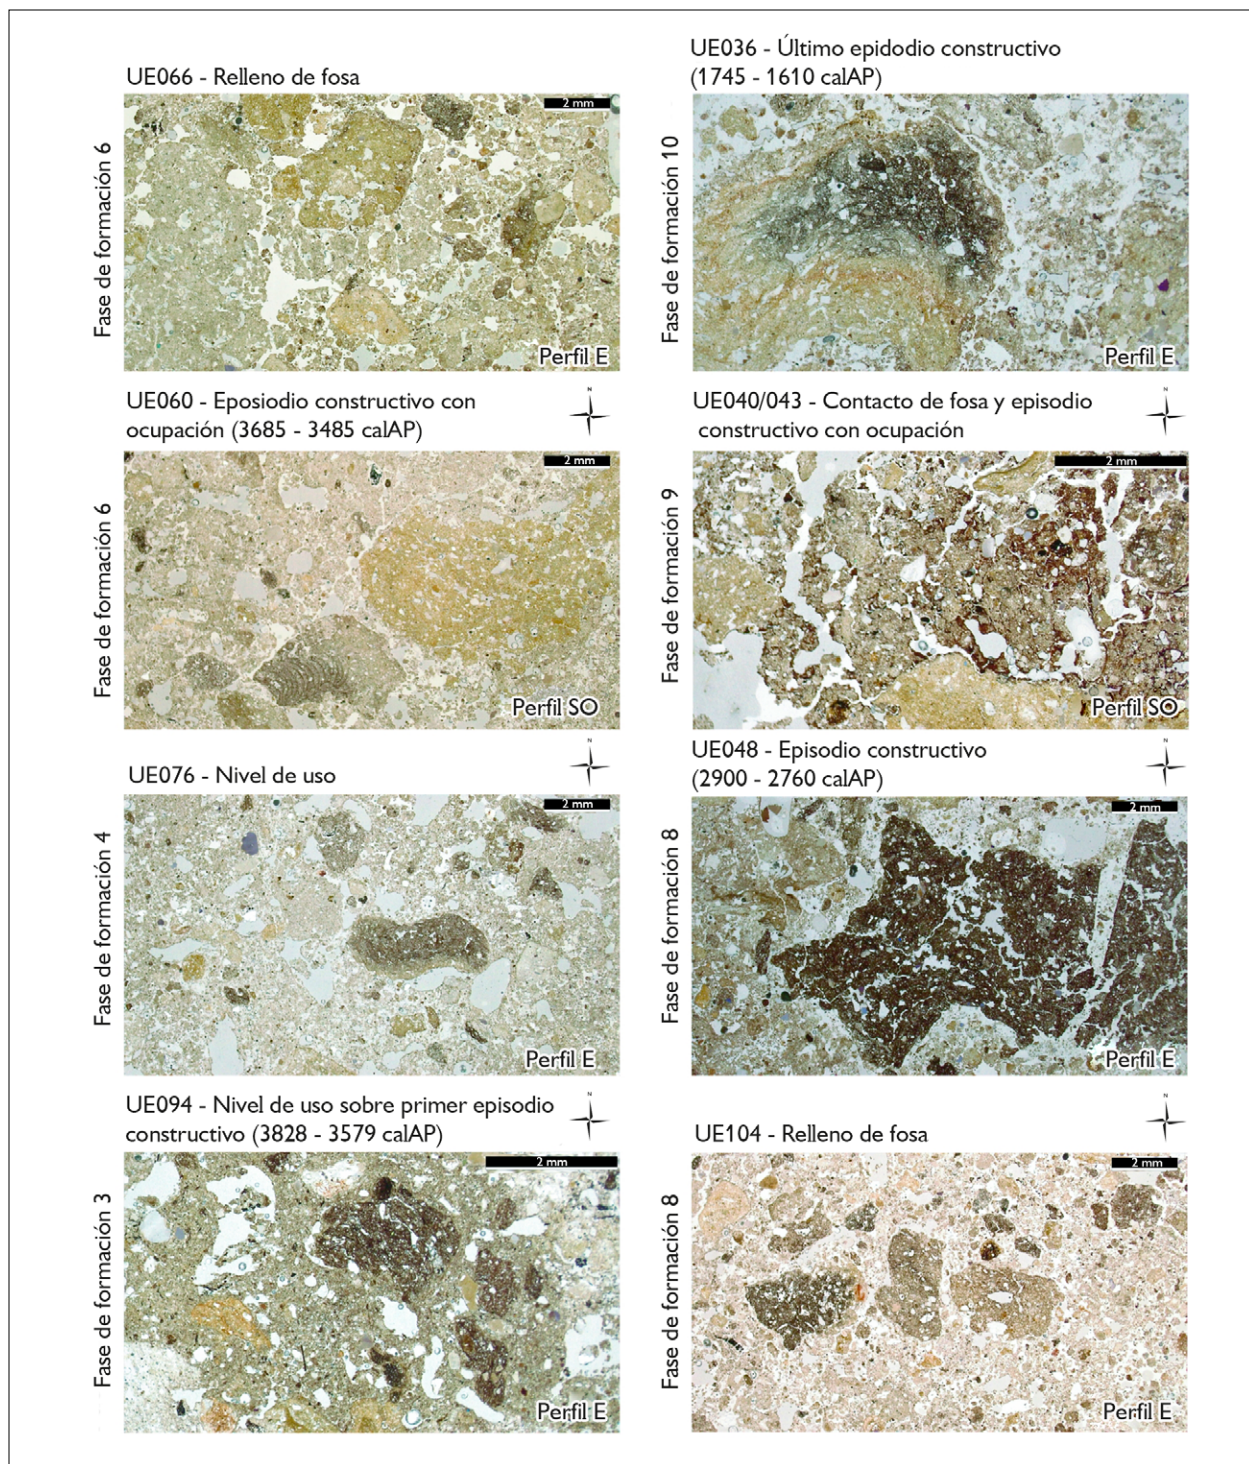 UE066 - Relleno de fosa
2 mm
Fase de formación 6
Perfil E
UE060 - Eposiodio constructivo con
ocupación (3685 - 3485 calAP)
N
2 mm
Fase de formación 6
Perfil SO
UE076 - Nivel de uso
N
2 mm
Fase de formación 4
Perfil E
UE094 - Nivel de uso sobre primer episodio
constructivo (3828 - 3579 calAP)
N
2 mm
Fase de formación 3
Perfil E
UE036 - Último epidodio constructivo
(1745 - 1610 calAP)
2 mm
Fase de formación 10
Perfil E
UE040/043 - Contacto de fosa y episodio
constructivo con ocupación
N
2 mm
Fase de formación 9
Perfil SO
UE048 - Episodio constructivo
(2900 - 2760 calAP)
N
2 mm
Fase de formación 8
Perfil E
UE104 - Relleno de fosa
N
2 mm
Fase de formación 8
Perfil E